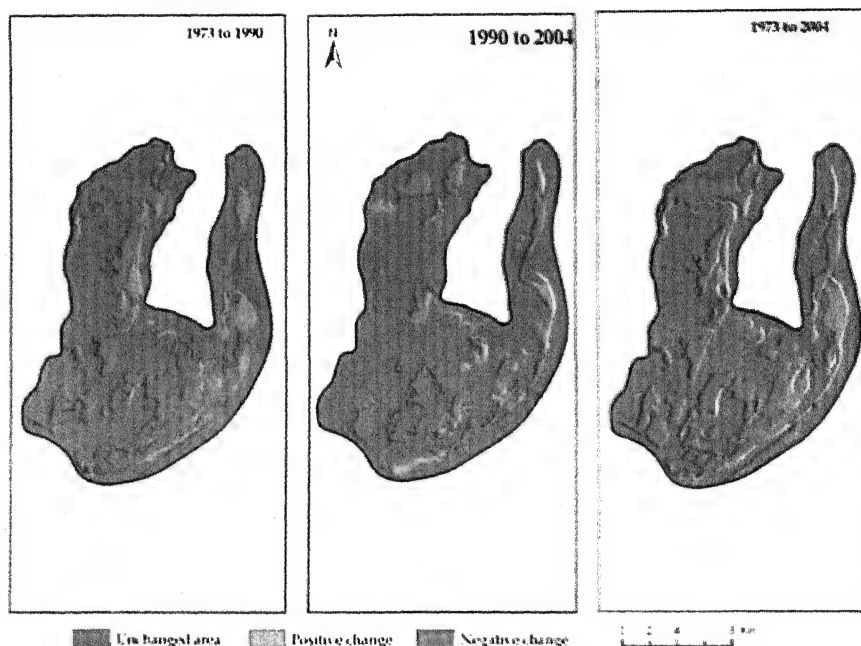 1973 to 1990
N
1990 to 2004
1973 to 2004
Unchanged area Positive change Negative change